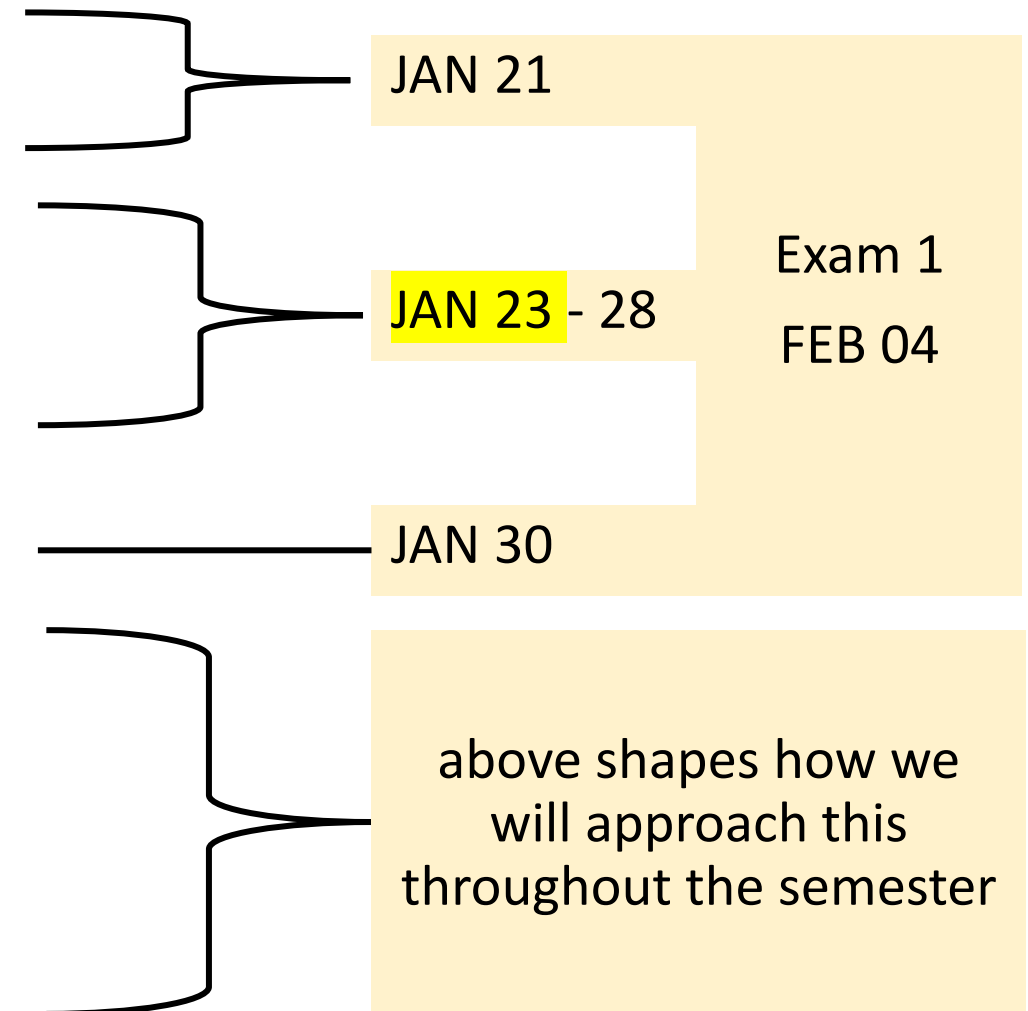 JAN 21
Exam 1
JAN 23 - 28
FEB 04
JAN 30
above shapes how we
will approach this
throughout the semester